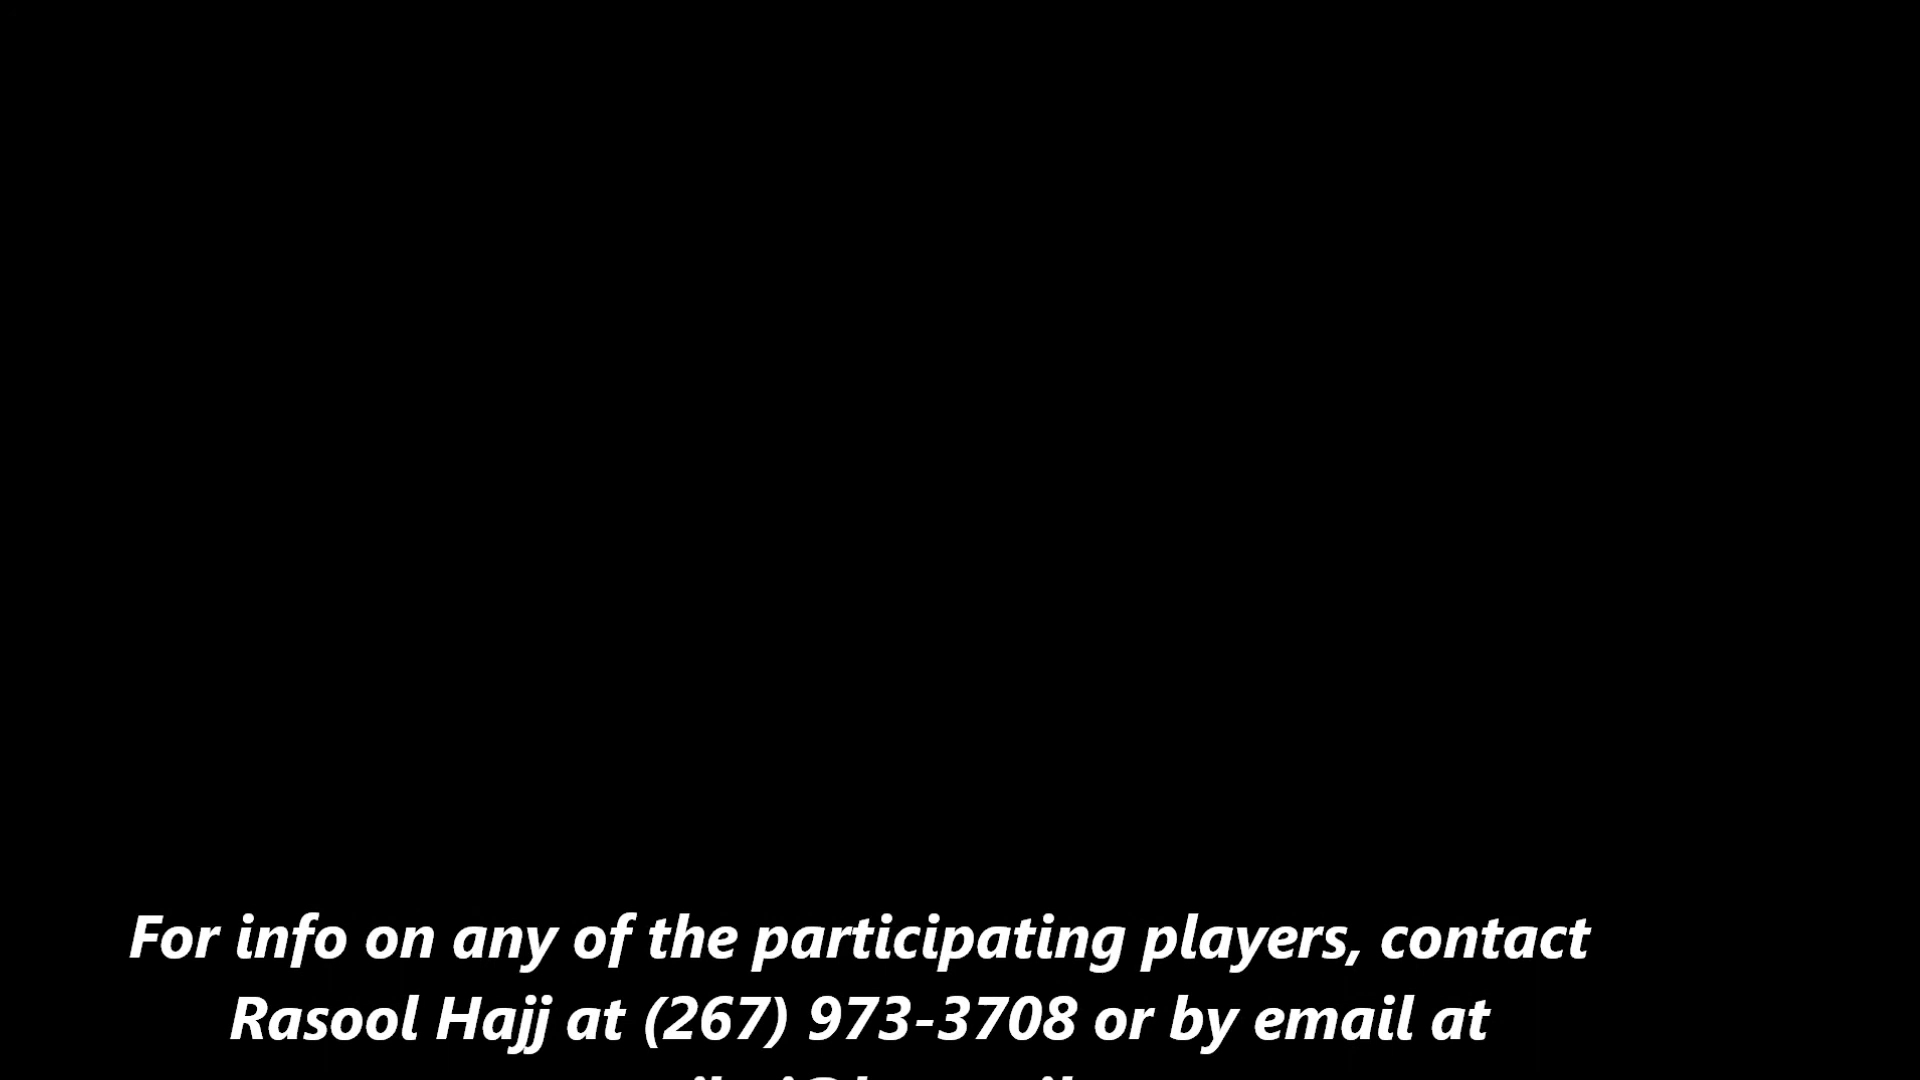 For info on any of the participating players, contact
Rasool Hajj at (267) 973-3708 or by email at